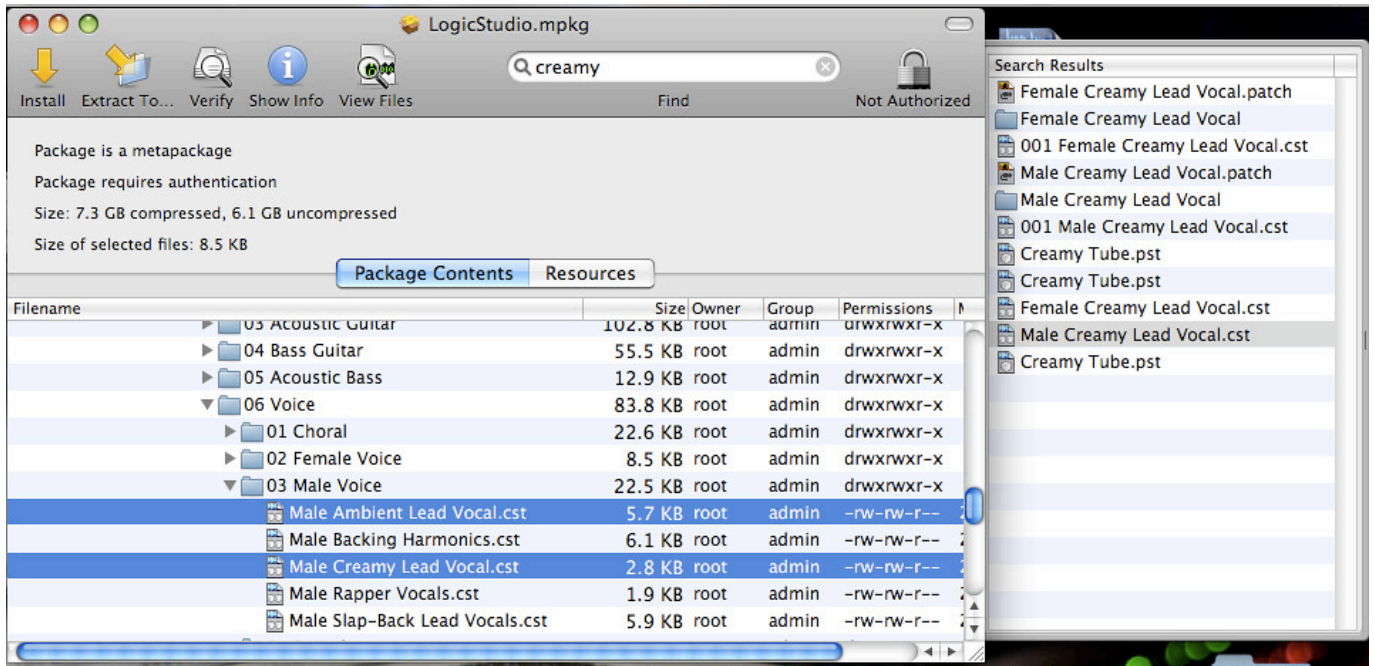 LogicStudio.mpkg
creamy
Install Extract To... Verify Show Info View Files Find Not Authorized
Package is a metapackage
Package requires authentication
Size: 7.3 GB compressed, 6.1 GB uncompressed
Size of selected files: 8.5 KB
Package Contents Resources
Filename Size Owner Group Permissions
03 Acoustic Guitar 102.8 KB root admin drwxrwxr-x
04 Bass Guitar 55.5 KB root admin drwxrwxr-x
05 Acoustic Bass 12.9 KB root admin drwxrwxr-x
06 Voice 83.8 KB root admin drwxrwxr-x
01 Choral 22.6 KB root admin drwxrwxr-x
02 Female Voice 8.5 KB root admin drwxrwxr-x
03 Male Voice 22.5 KB root admin drwxrwxr-x
Male Ambient Lead Vocal.cst 5.7 KB root admin -rw-rw-r--
Male Backing Harmonics.cst 6.1 KB root admin -rw-rw-r--
Male Creamy Lead Vocal.cst 2.8 KB root admin -rw-rw-r--
Male Rapper Vocals.cst 1.9 KB root admin -rw-rw-r--
Male Slap-Back Lead Vocals.cst 5.9 KB root admin -rw-rw-r--
Search Results
Female Creamy Lead Vocal.patch
Female Creamy Lead Vocal
001 Female Creamy Lead Vocal.cst
Male Creamy Lead Vocal.patch
Male Creamy Lead Vocal
001 Male Creamy Lead Vocal.cst
Creamy Tube.pst
Creamy Tube.pst
Female Creamy Lead Vocal.cst
Male Creamy Lead Vocal.cst
Creamy Tube.pst